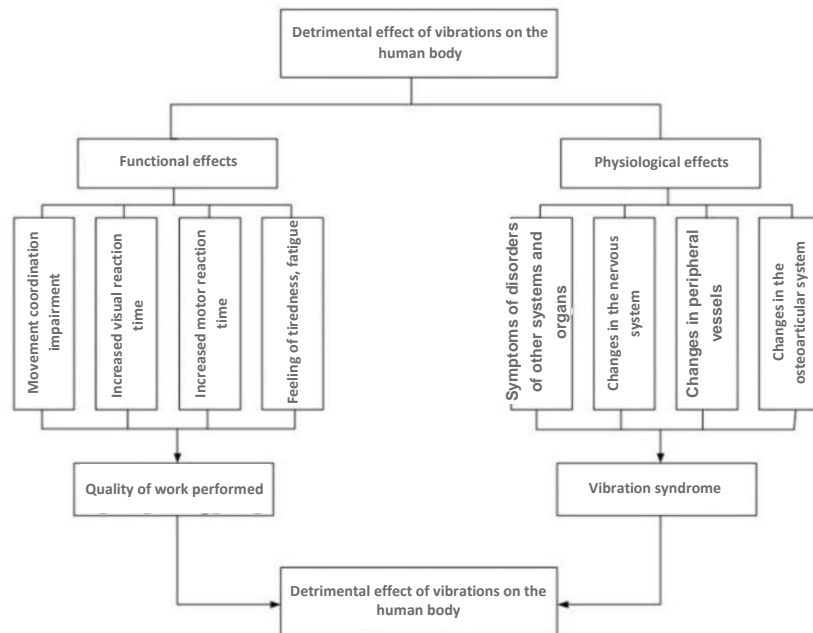 Detrimental effect of vibrations on the
human body
Functional effects
Physiological effects
Movement coordination
impairment
Increased visual reaction
time
Increased motor reaction
time
Feeling of tiredness, fatigue
Symptoms of disorders
of other systems and
organs
Changes in the nervous
system
Changes in peripheral
vessels
Changes in the
osteoarticular system
Quality of work performed
Vibration syndrome
Detrimental effect of vibrations on the
human body